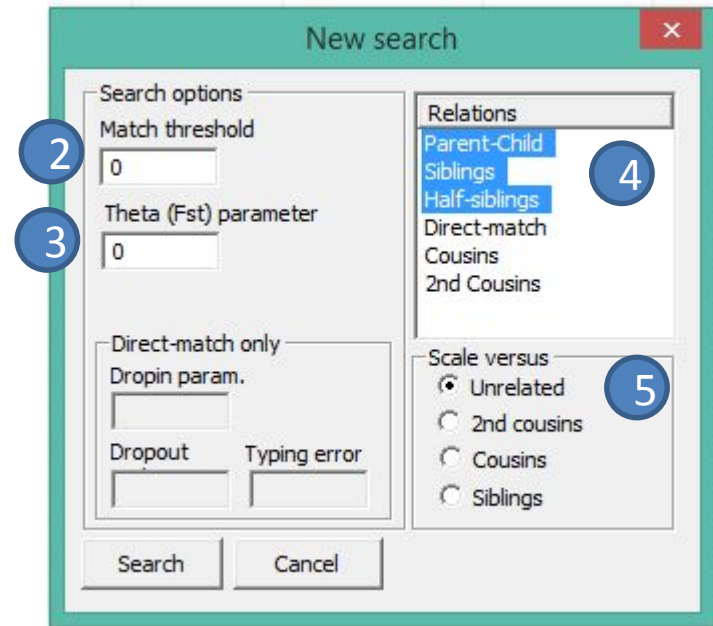 New search
Search options
2
Match threshold
0
3
Theta (Fst) parameter
0
Direct-match only
Dropin param.
Dropout
Typing error
Relations
Parent-Child
Siblings
Half-siblings
Direct-match
Cousins
2nd Cousins
4
Scale versus
Unrelated
5
2nd cousins
Cousins
Siblings
Search
Cancel